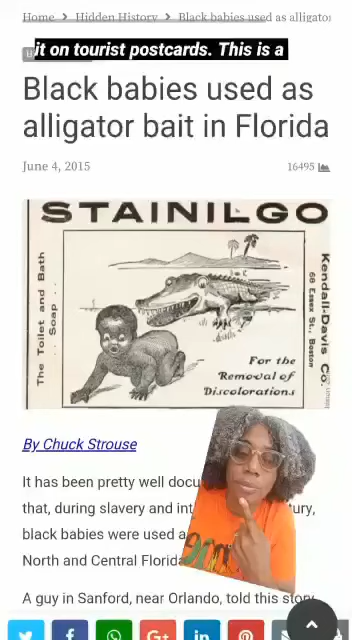 Home > Hidden History > Black babies used as alligator
it on tourist postcards. This is a
Black babies used as
alligator bait in Florida
June 4, 2015
16495
STAINILGO
The Toilet and Bath
Soap
Kendall-Davis Co.
68 Essex St., Boston
For the
Removal of
Discolorations
By Chuck Strouse
It has been pretty well docu
that, during slavery and int
tury,
black babies were used a
North and Central Florida
A guy in Sanford, near Orlando, told this story